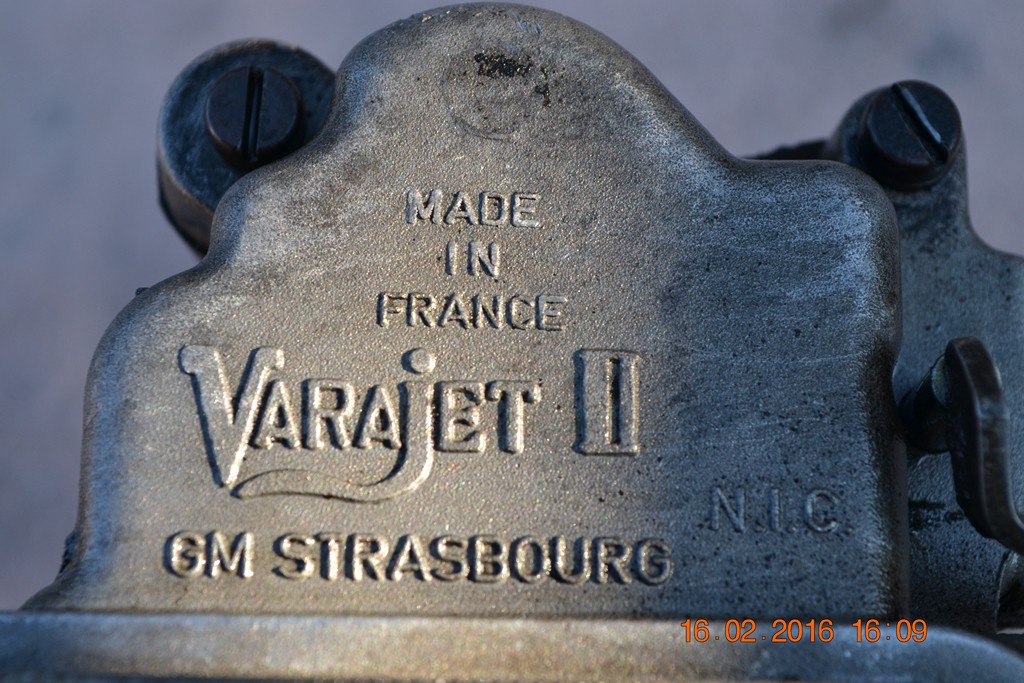 MADE
IN
FRANCE
VARAJET II
N.I.C
GM STRASBOURG
16.02.2016 16:09